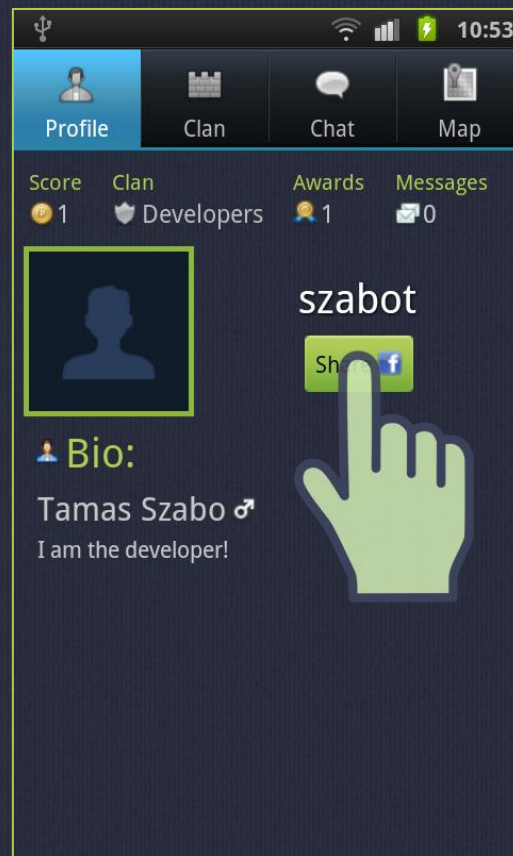 10:53
Profile Clan Chat Map
Score Clan Awards Messages
1 Developers 1 0
szabot
Share f
Bio:
Tamas Szabo
I am the developer!